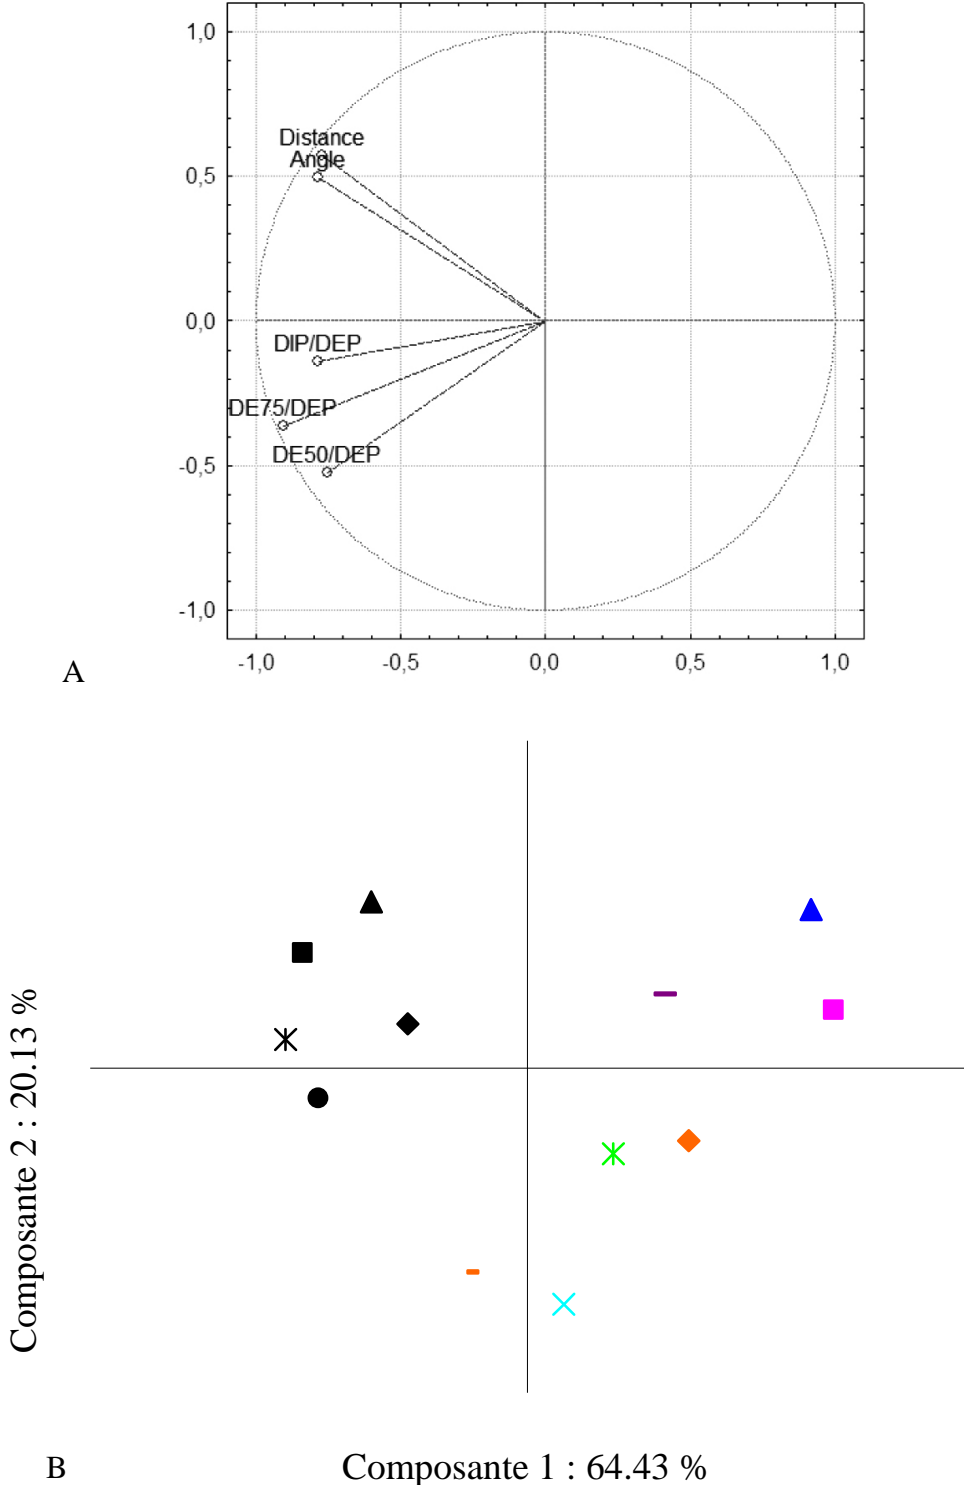 1,0
Distance
Angle
0,5
0,0
DIP/DEP
DE75/DEP
DE50/DEP
-0,5
-1,0
-1,0 -0,5 0,0 0,5 1,0
A
Composante 2 : 20.13 %
B
Composante 1 : 64.43 %